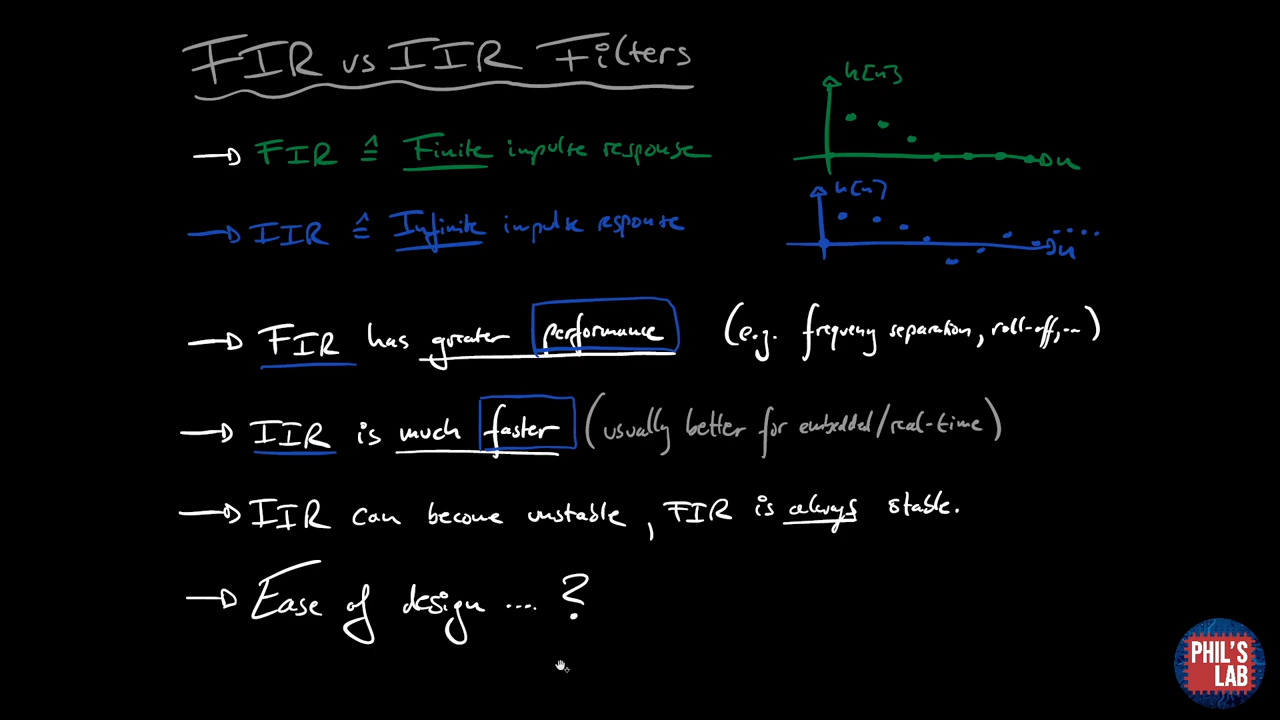 FIR vs IIR Filters
h[n]
→ FIR ≙ Finite impulse response
n
h[n]
→ IIR ≙ Infinite impulse response
n
→ FIR has greater performance (e.g. frequency separation, roll-off, ...)
→ IIR is much faster (usually better for embedded/real-time)
→ IIR can become unstable, FIR is always stable.
→ Ease of design .... ?
PHIL'S
LAB